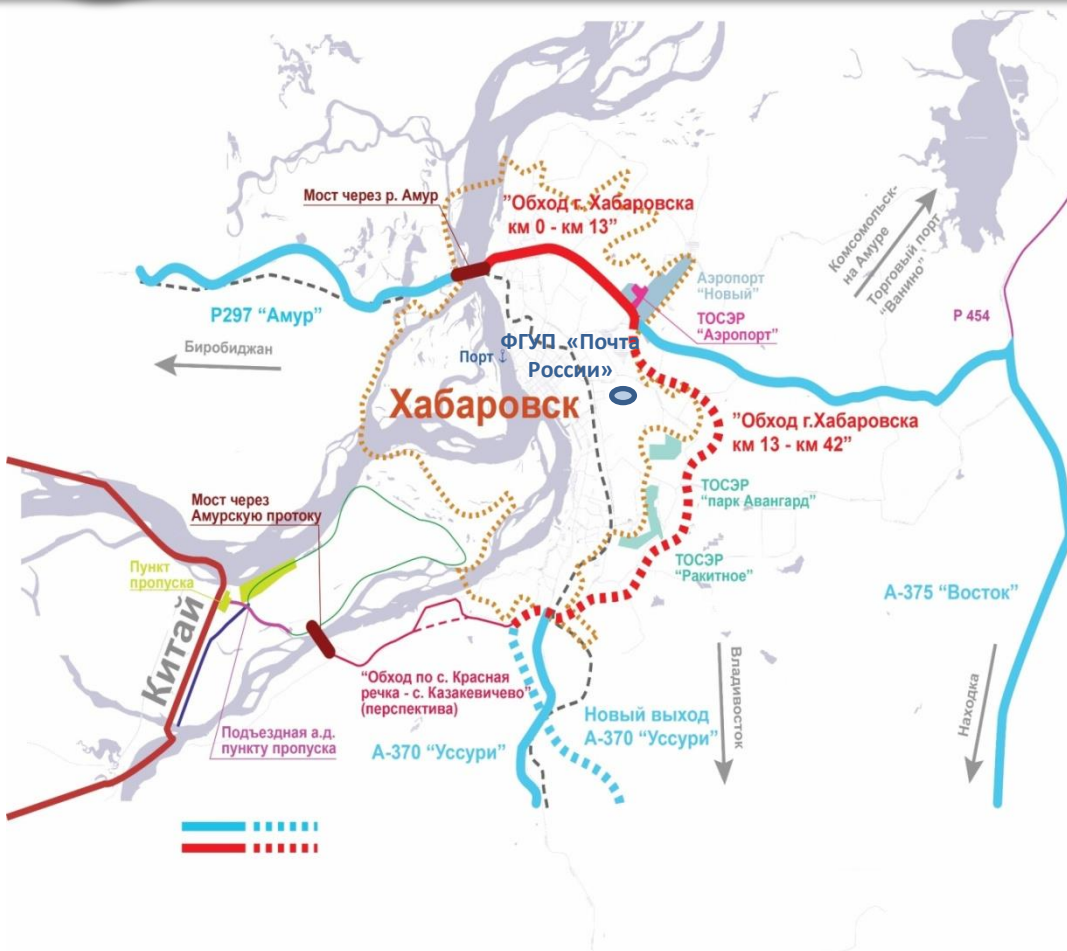 Мост через р. Амур
"Обход г. Хабаровска
км 0 - км 13"
Комсомольск-
на Амуре
Торговый порт
"Ванино"
Аэропорт
"Новый"
ТОСЭР
"Аэропорт"
Р297 "Амур"
Р 454
Биробиджан
Порт
ФГУП «Почта
России»
Хабаровск
"Обход г.Хабаровска
км 13 - км 42"
ТОСЭР
"парк Авангард"
Мост через
Амурскую протоку
Пункт
пропуска
ТОСЭР
"Ракитное"
А-375 "Восток"
Китай
"Обход по с. Красная
речка - с. Казакевичево"
(перспектива)
Владивосток
Находка
Подъездная а.д.
пункту пропуска
А-370 "Уссури"
Новый выход
А-370 "Уссури"